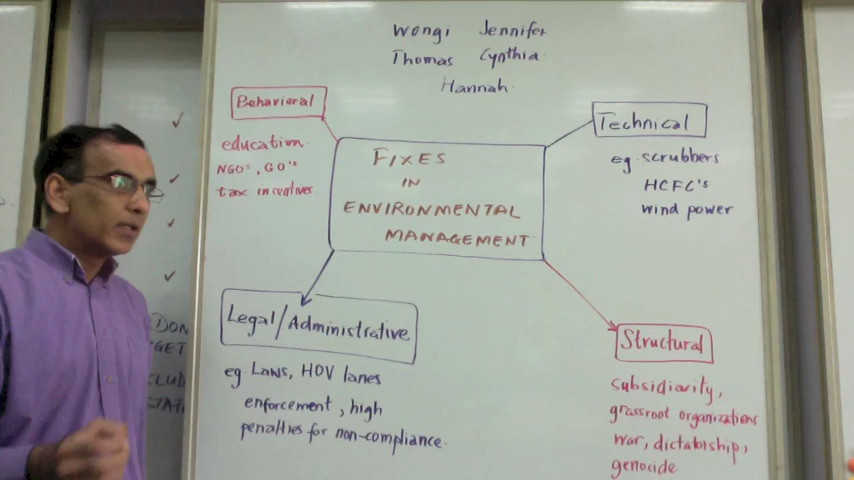 Wong, Jennifer
Thomas Cynthia
Hannah
Behavioral
education
NGO's, GO's
tax incentives
FIXES
IN
ENVIRONMENTAL
MANAGEMENT
Technical
eg. scrubbers
HCFC's
wind power
Legal/Administrative
eg. Laws, HOV lanes
enforcement, high
penalties for non-compliance.
Structural
subsidiarity,
grassroot organizations
war, dictatorship,
genocide
DON
GET